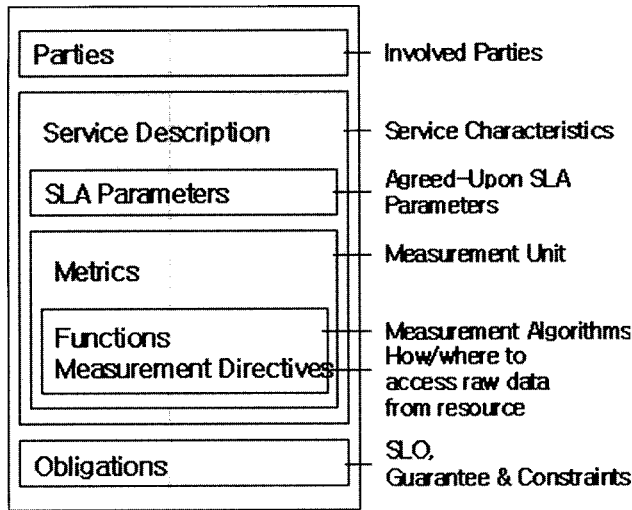 Parties
Involved Parties
Service Description
Service Characteristics
SLA Parameters
Agreed-Upon SLA
Parameters
Metrics
Measurement Unit
Functions
Measurement Algorithms
Measurement Directives
How/where to
access raw data
from resource
Obligations
SLO,
Guarantee & Constraints